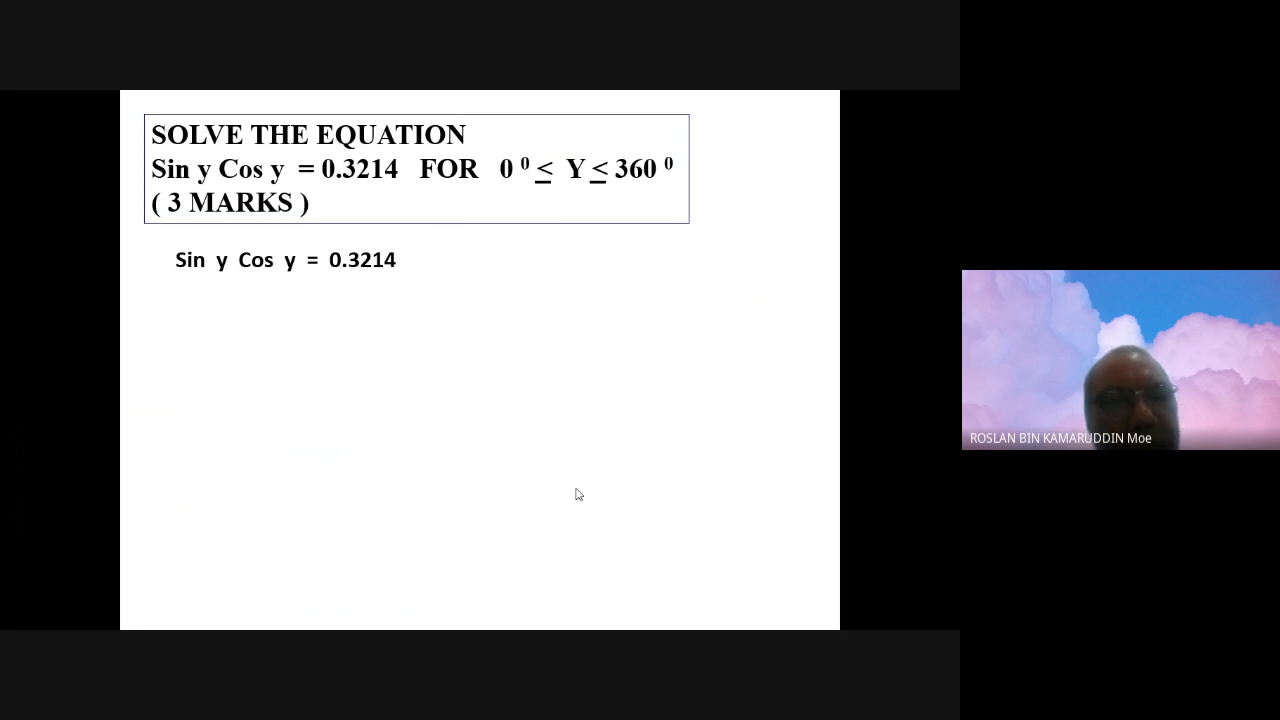 SOLVE THE EQUATION
Sin y Cos y = 0.3214 FOR 0 ⁰ ≤ Y ≤ 360 ⁰
( 3 MARKS )
Sin y Cos y = 0.3214
ROSLAN BIN KAMARUDDIN Moe